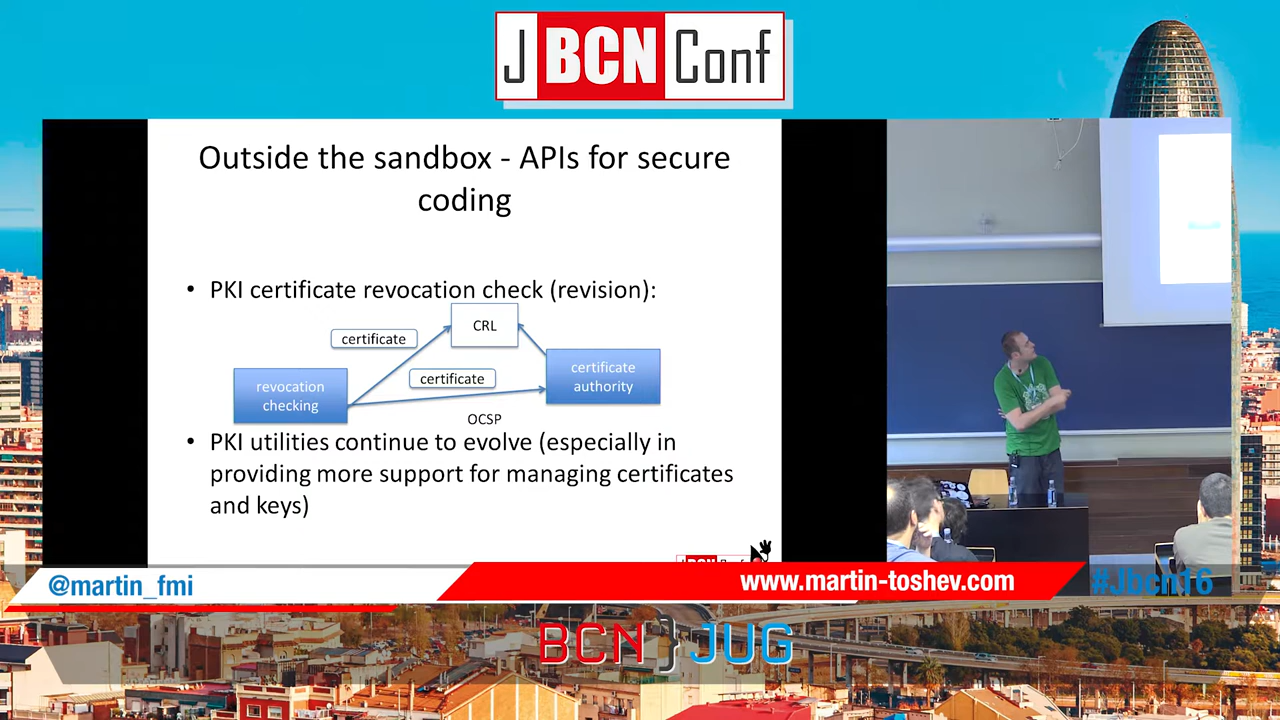 J BCN Conf
Outside the sandbox - APIs for secure
coding
• PKI certificate revocation check (revision):
CRL
certificate
certificate
authority
certificate
revocation
checking
OCSP
• PKI utilities continue to evolve (especially in
providing more support for managing certificates
and keys)
@martin_fmi
www.martin-toshev.com
#Jbcn16
BCN JUG